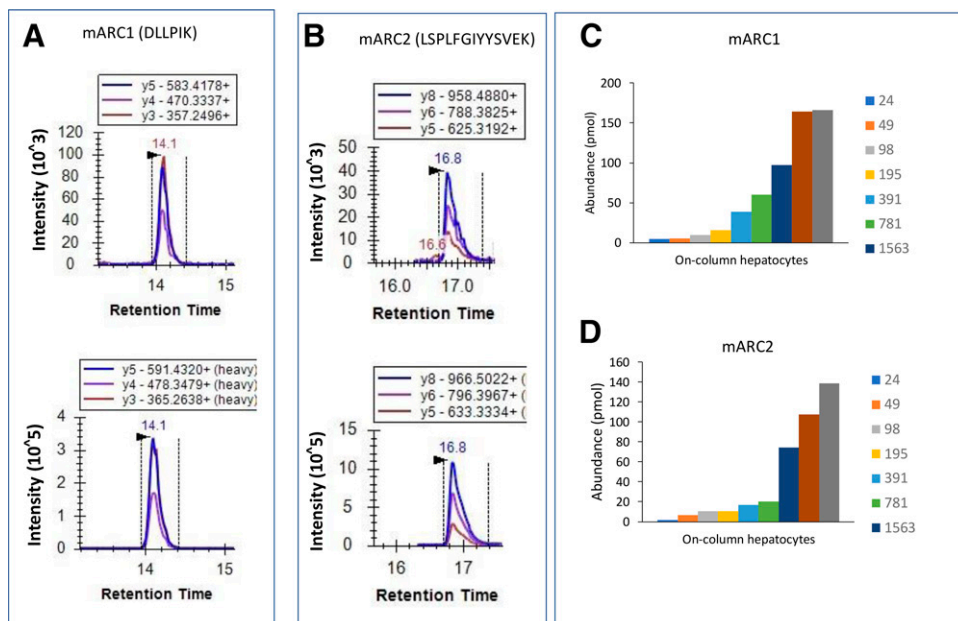 A
mARC1 (DLLPIK)
y5 - 583.4178+
y4 - 470.3337+
y3 - 357.2496+
120
100
80
60
40
20
0
14.1
Intensity (10^3)
14
15
Retention Time
y5 - 591.4320+ (heavy)
y4 - 478.3479+ (heavy)
y3 - 365.2638+ (heavy)
4
3
2
1
0
14.1
Intensity (10^5)
14
15
Retention Time
B
mARC2 (LSPLFGIYYSVEK)
y8 - 958.4880+
y6 - 788.3825+
y5 - 625.3192+
50
40
30
20
10
0
16.8
16.6
Intensity (10^3)
16.0
17.0
Retention Time
y8 - 966.5022+ (
y6 - 796.3967+ (
y5 - 633.3334+ (
15
10
5
0
16.8
Intensity (10^5)
16
17
Retention Time
C
mARC1
200
150
100
50
0
Abundance (pmol)
On-column hepatocytes
24
49
98
195
391
781
1563
D
mARC2
160
140
120
100
80
60
40
20
0
Abundance (pmol)
On-column hepatocytes
24
49
98
195
391
781
1563